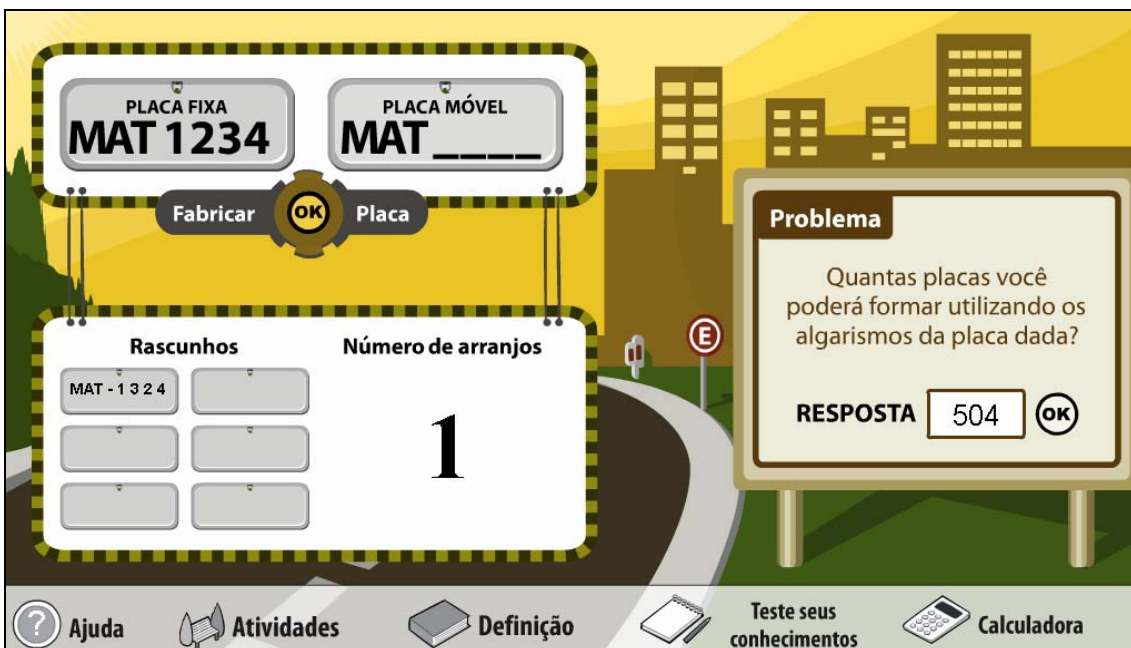 PLACA FIXA
MAT 1234
PLACA MÓVEL
MAT _ _ _ _
Fabricar OK Placa
Rascunhos
MAT - 1 3 2 4
Número de arranjos
1
E
Problema
Quantas placas você
poderá formar utilizando os
algarismos da placa dada?
RESPOSTA 504 OK
? Ajuda
Atividades
Definição
Teste seus
conhecimentos
Calculadora